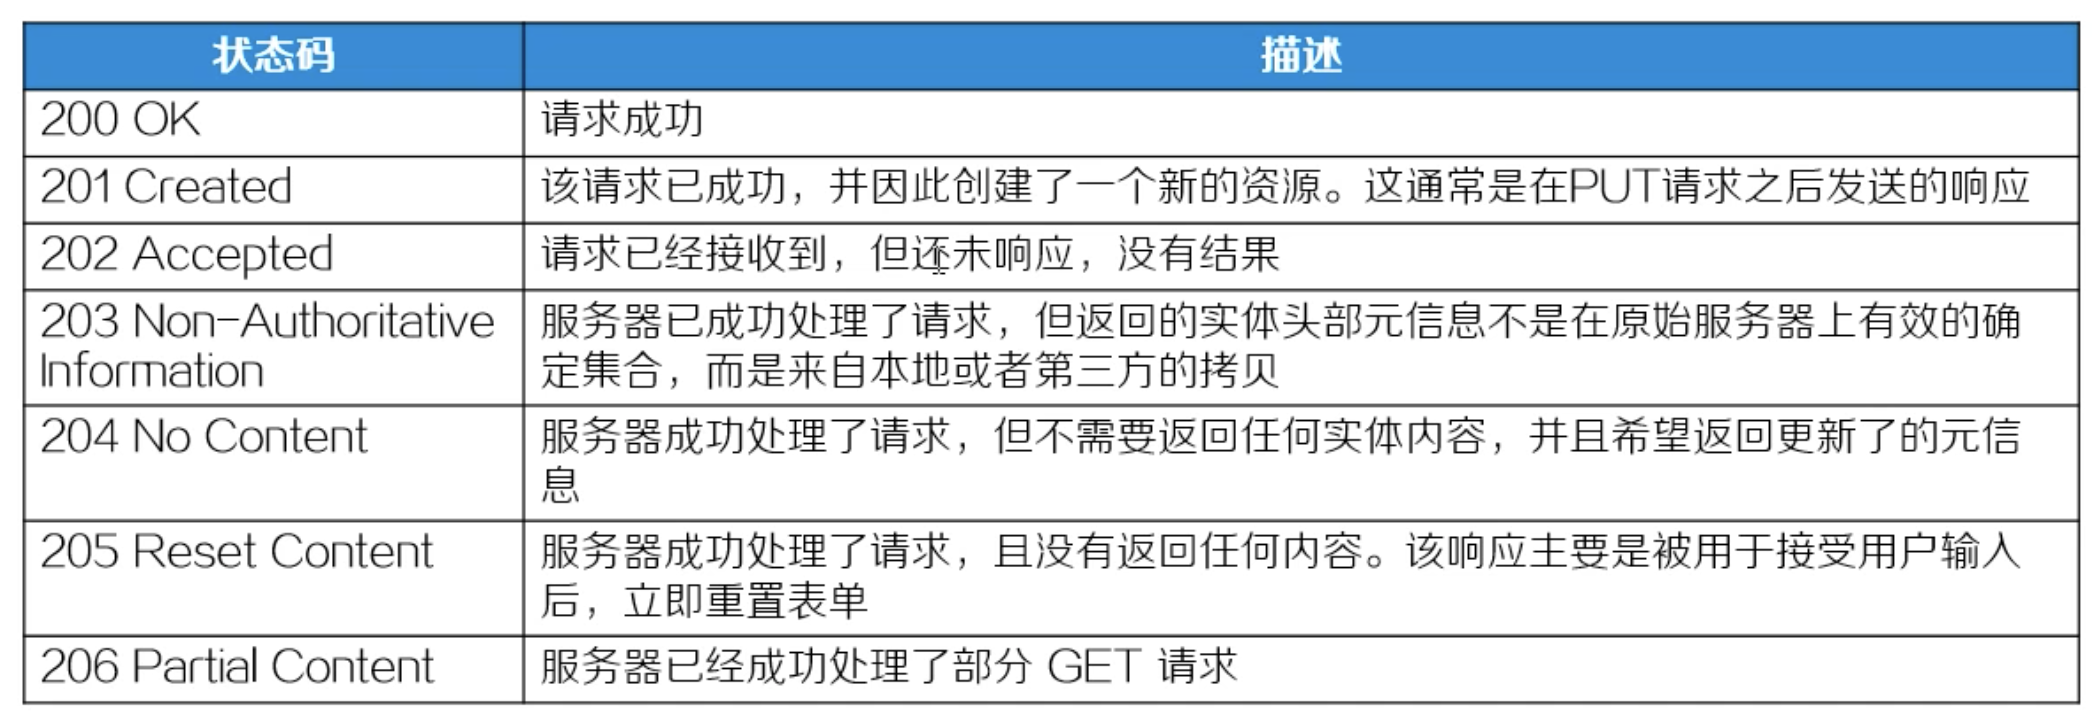 状态码 描述
200 OK 请求成功
201 Created 该请求已成功，并因此创建了一个新的资源。这通常是在PUT请求之后发送的响应
202 Accepted 请求已经接收到，但还未响应，没有结果
203 Non-Authoritative 服务器已成功处理了请求，但返回的实体头部元信息不是在原始服务器上有效的确
Information 定集合，而是来自本地或者第三方的拷贝
204 No Content 服务器成功处理了请求，但不需要返回任何实体内容，并且希望返回更新了的元信
息
205 Reset Content 服务器成功处理了请求，且没有返回任何内容。该响应主要是被用于接受用户输入
后，立即重置表单
206 Partial Content 服务器已经成功处理了部分 GET 请求